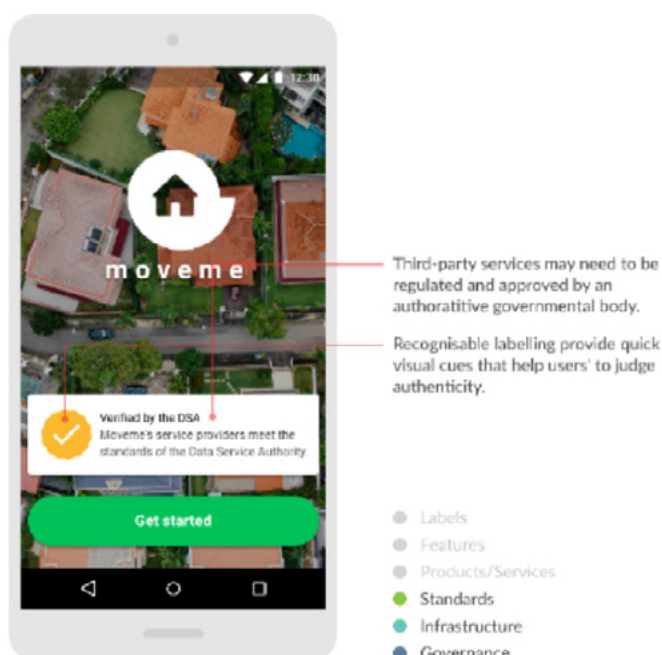 12:30
moveme
Third-party services may need to be
regulated and approved by an
authoratitive governmental body.
Recognisable labelling provide quick
visual cues that help users' to judge
authenticity.
Verified by the DSA
Moveme's service providers meet the
standards of the Data Service Authority.
Get started
Labels
Features
Products/Services
Standards
Infrastructure
Governance